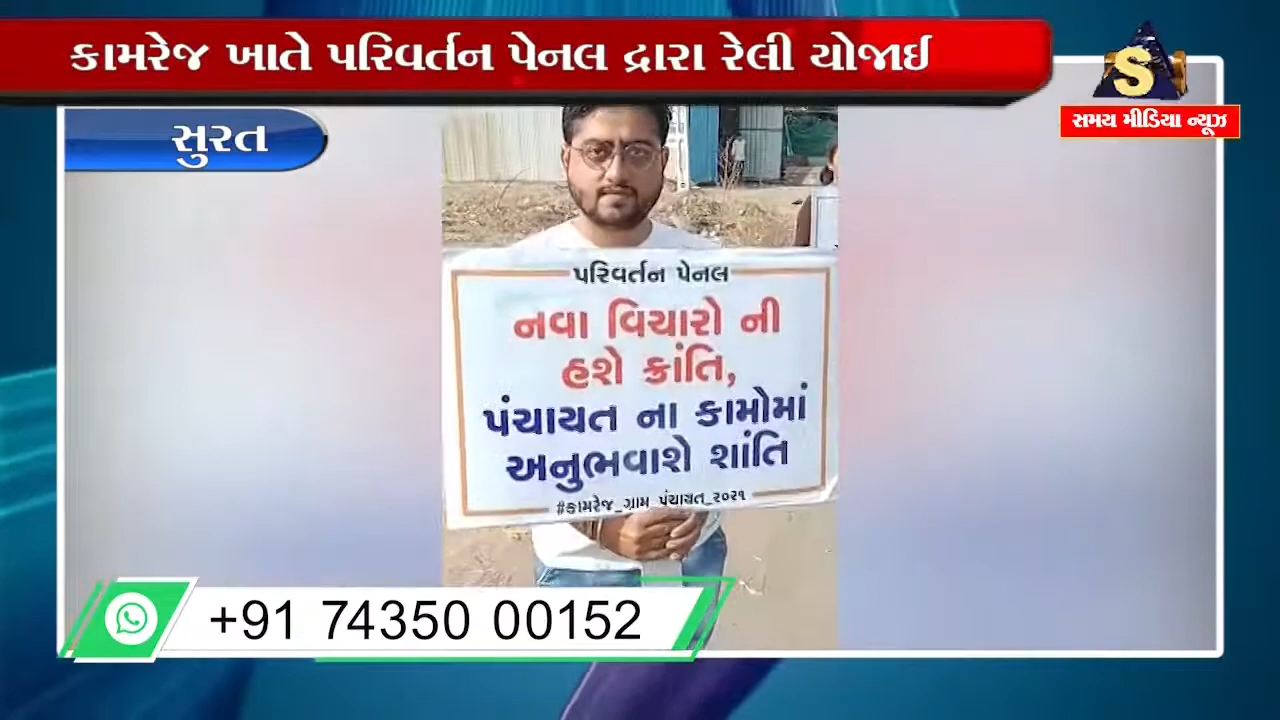 કામરેજ ખાતે પરિવર્તન પેનલ દ્રારા રેલી યોજાઈ
S
સમય મીડિયા ન્યૂઝ
સુરત
પરિવર્તન પેનલ
નવા વિચારો ની
હશે ક્રાંતિ,
પંચાયત ના કામોમાં
અનુભવાશે શાંતિ
#કામરેજ_ગ્રામ પંચાયત_૨૦૨૧
+91 74350 00152